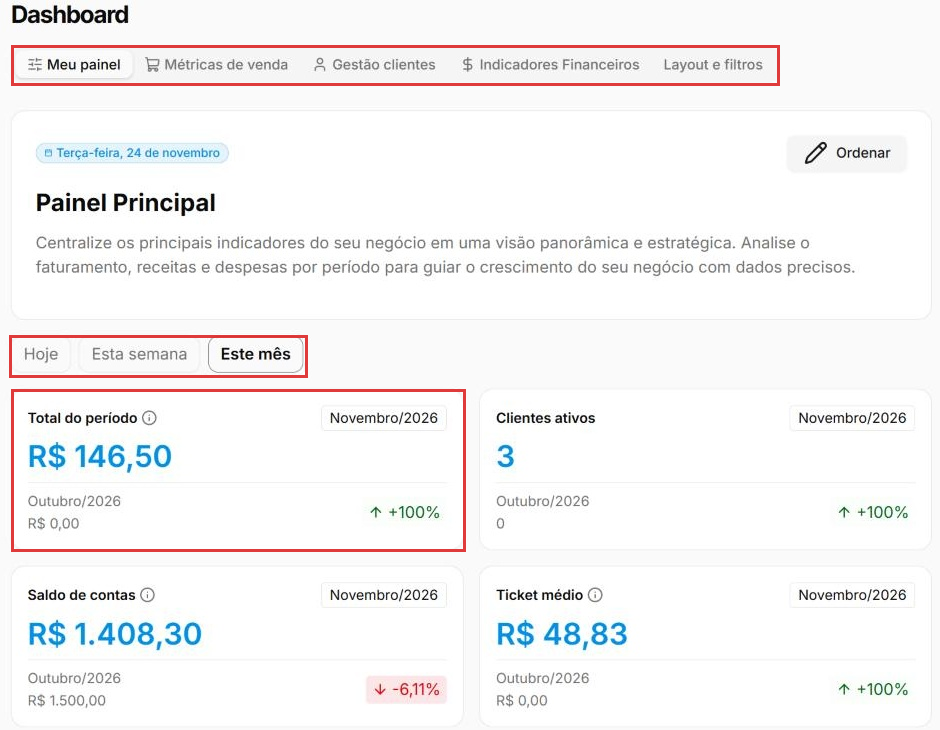 Dashboard
Meu painel Métricas de venda Gestão clientes Indicadores Financeiros Layout e filtros
Terça-feira, 24 de novembro
Ordenar
Painel Principal
Centralize os principais indicadores do seu negócio em uma visão panorâmica e estratégica. Analise o
faturamento, receitas e despesas por período para guiar o crescimento do seu negócio com dados precisos.
Hoje Esta semana Este mês
Total do período Novembro/2026
R$ 146,50
Outubro/2026
R$ 0,00
+100%
Clientes ativos Novembro/2026
3
Outubro/2026
0
+100%
Saldo de contas Novembro/2026
R$ 1.408,30
Outubro/2026
R$ 1.500,00
-6,11%
Ticket médio Novembro/2026
R$ 48,83
Outubro/2026
R$ 0,00
+100%